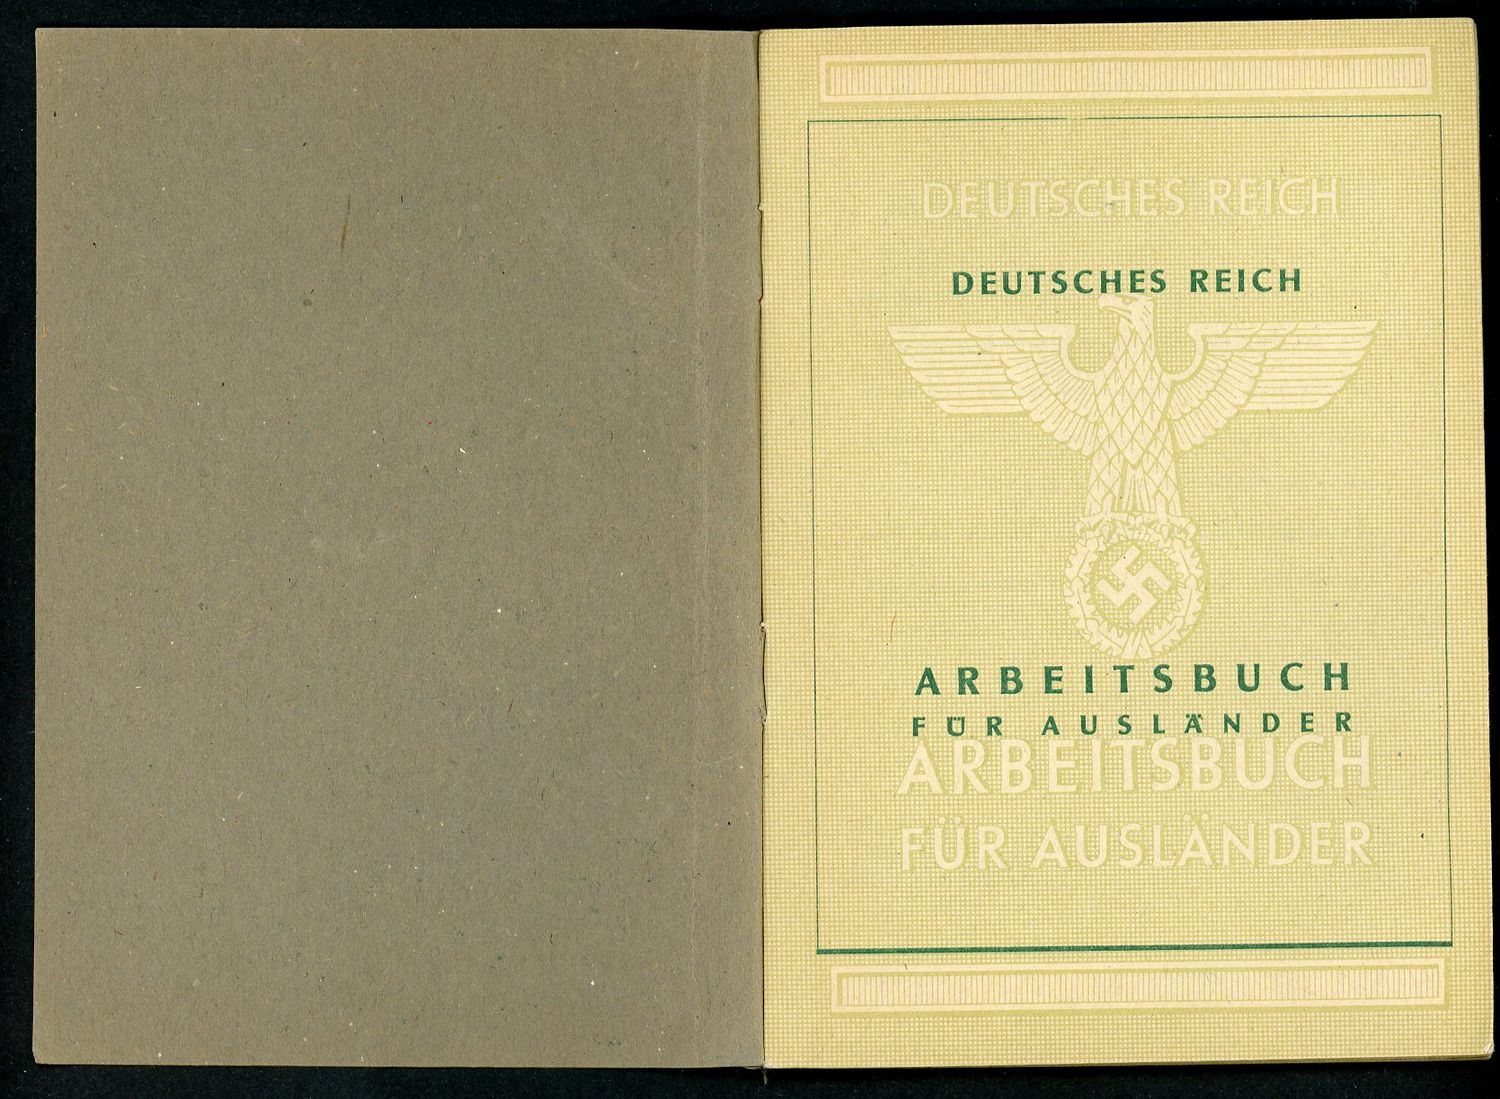 DEUTSCHES REICH
DEUTSCHES REICH
ARBEITSBUCH
FÜR AUSLÄNDER
ARBEITSBUCH
FÜR AUSLÄNDER